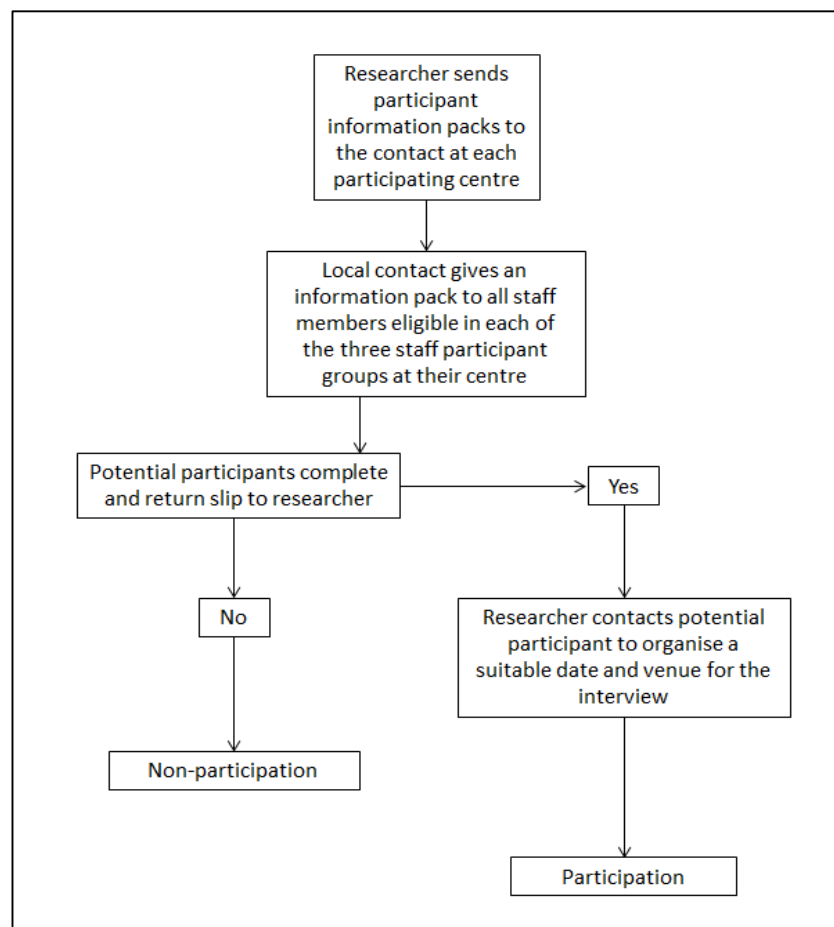 Researcher sends
participant
information packs to
the contact at each
participating centre
Local contact gives an
information pack to all staff
members eligible in each of
the three staff participant
groups at their centre
Potential participants complete
and return slip to researcher
Yes
No
Researcher contacts potential
participant to organise a
suitable date and venue for the
interview
Non-participation
Participation